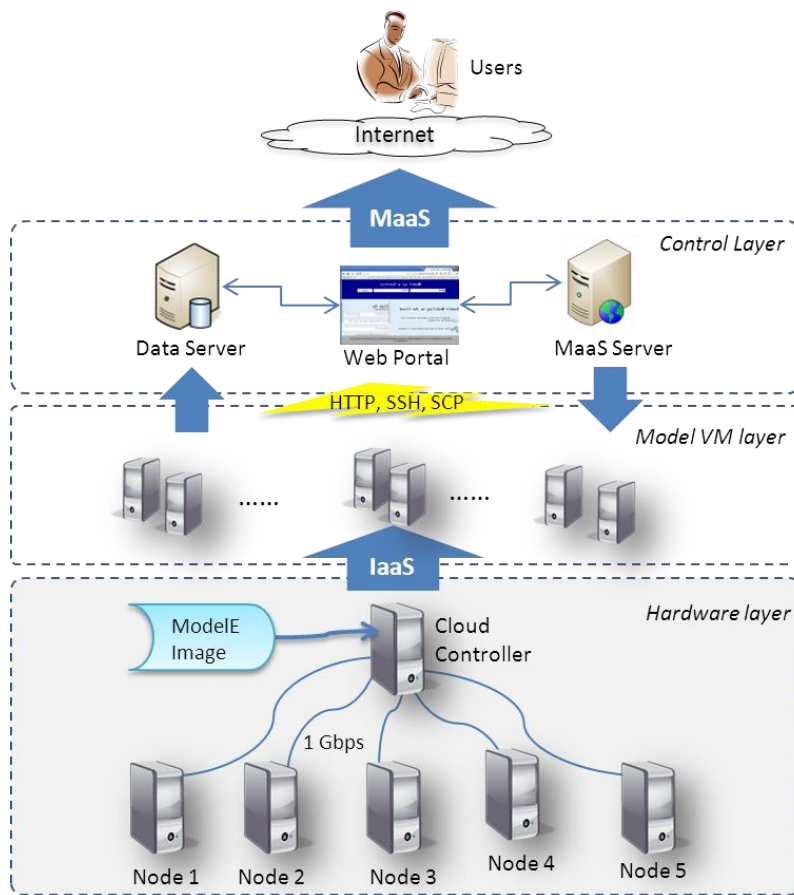 Users
Internet
MaaS
Control Layer
Data Server
Web Portal
MaaS Server
HTTP, SSH, SCP
Model VM layer
......
......
IaaS
Hardware layer
ModelE
Image
Cloud
Controller
1 Gbps
Node 1
Node 2
Node 3
Node 4
Node 5